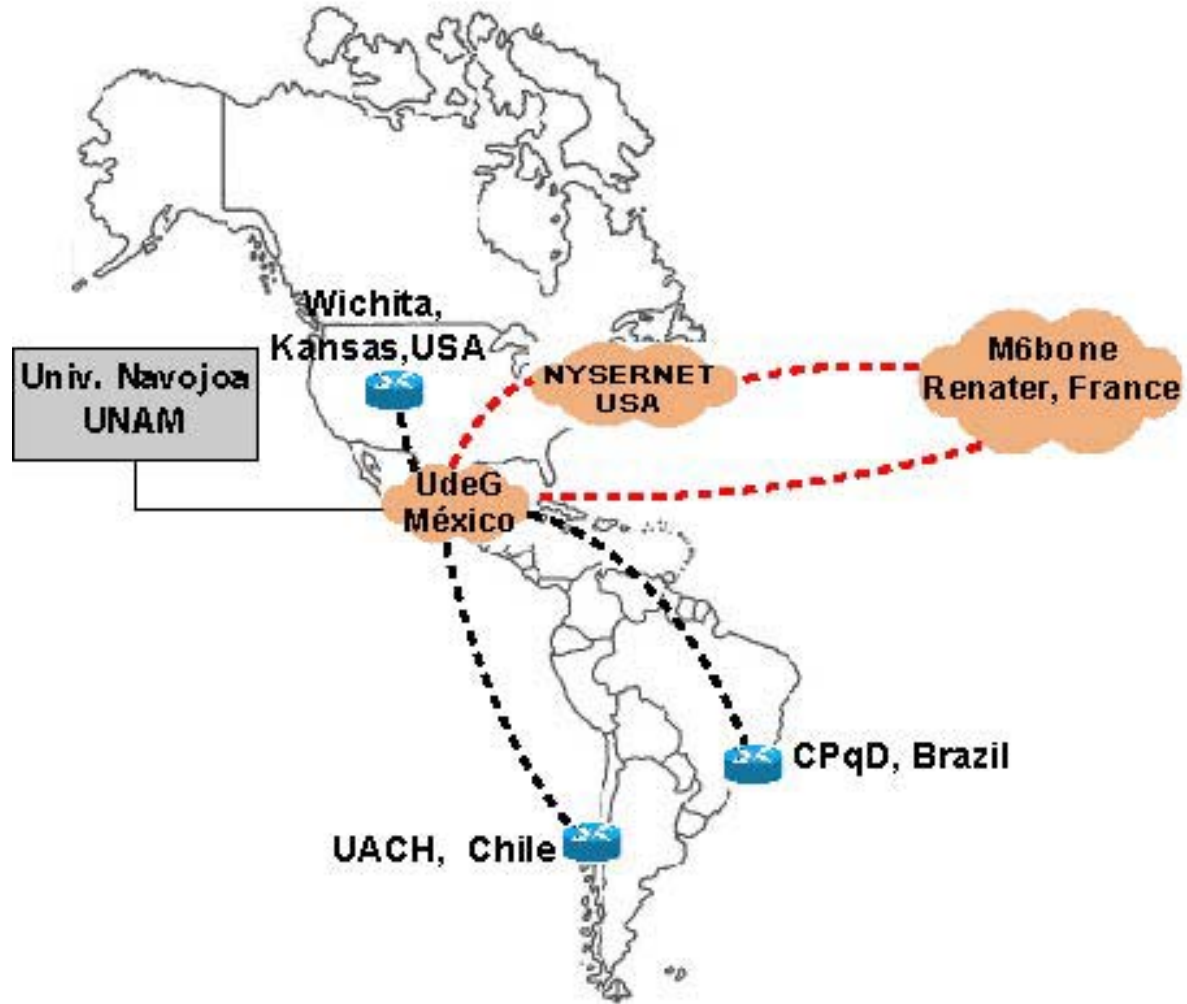 Wichita,
Kansas,USA
Univ. Navojoa
UNAM
NYSERNET
USA
M6bone
Renater, France
UdeG
México
CPqD, Brazil
UACH, Chile